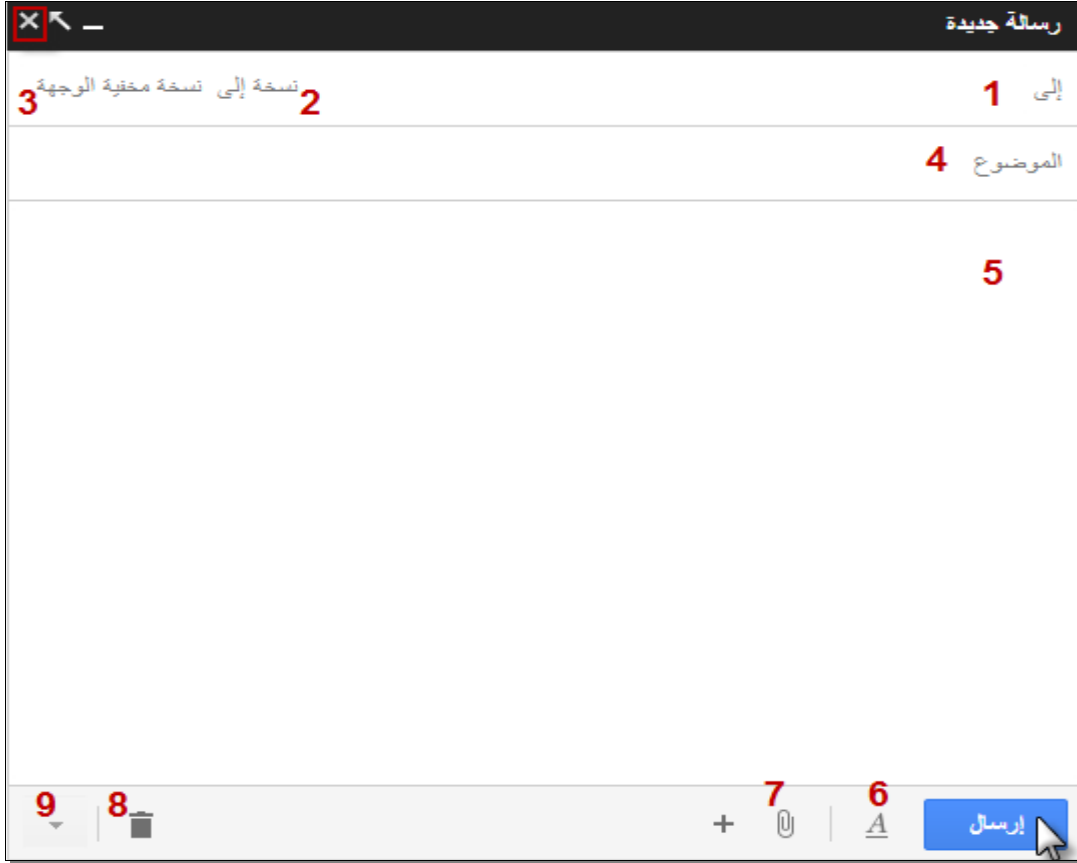 رسالة جديدة
إلى 1 2 نسخة إلى نسخة مخفية الوجهة 3
الموضوع 4
5
6 7 8 9
إرسال A